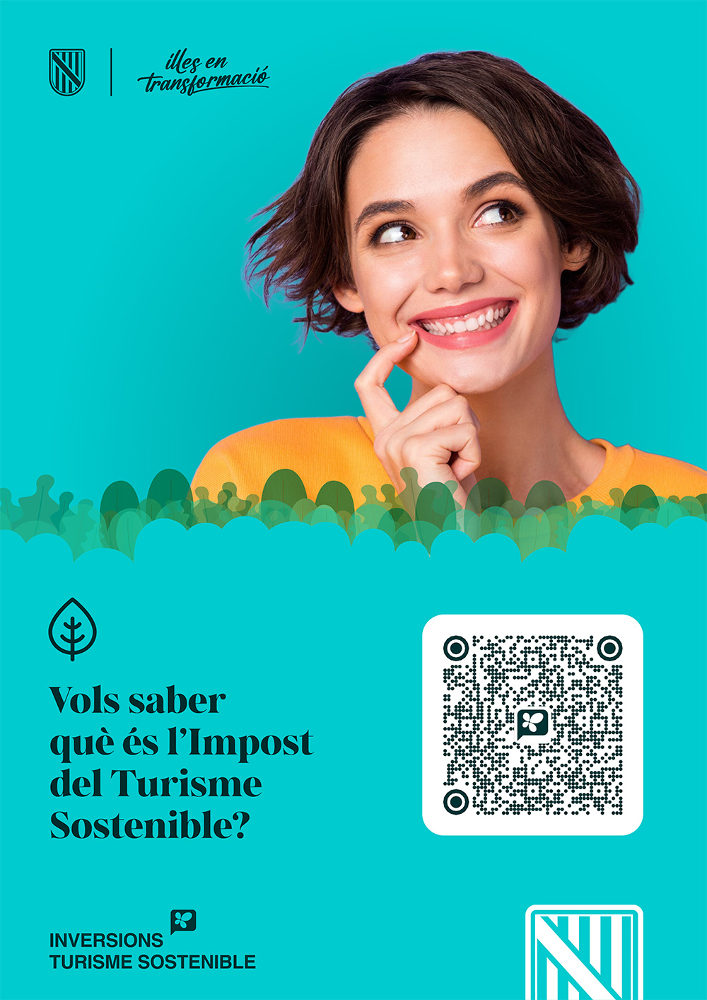 illes en
transformació
Vols saber
què és l’Impost
del Turisme
Sostenible?
INVERSIONS
TURISME SOSTENIBLE